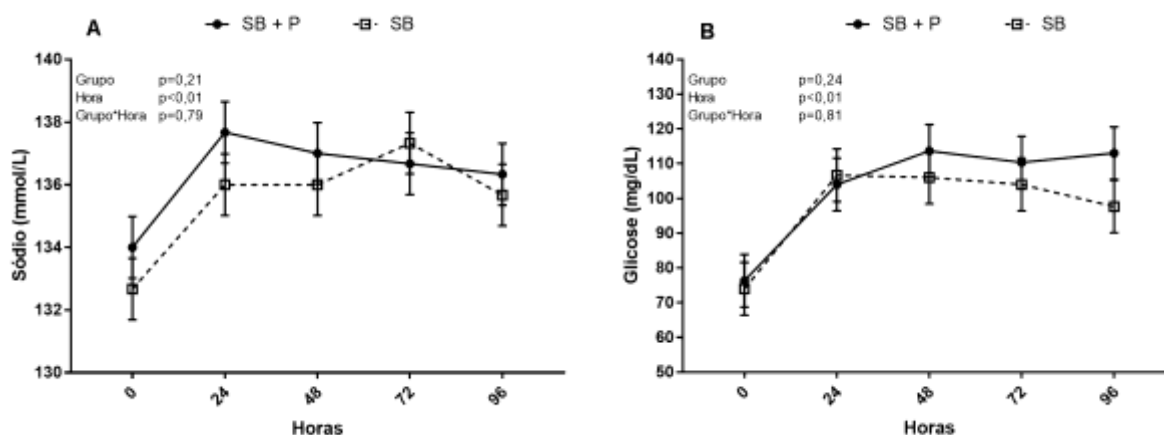 A
SB + P
SB
Grupo p=0,21
Hora p<0,01
Grupo*Hora p=0,79
Sódio (mmol/L)
140
138
136
134
132
130
0
24
48
72
96
Horas
B
SB + P
SB
Grupo p=0,24
Hora p<0,01
Grupo*Hora p=0,81
Glicose (mg/dL)
140
130
120
110
100
90
80
70
60
50
0
24
48
72
96
Horas